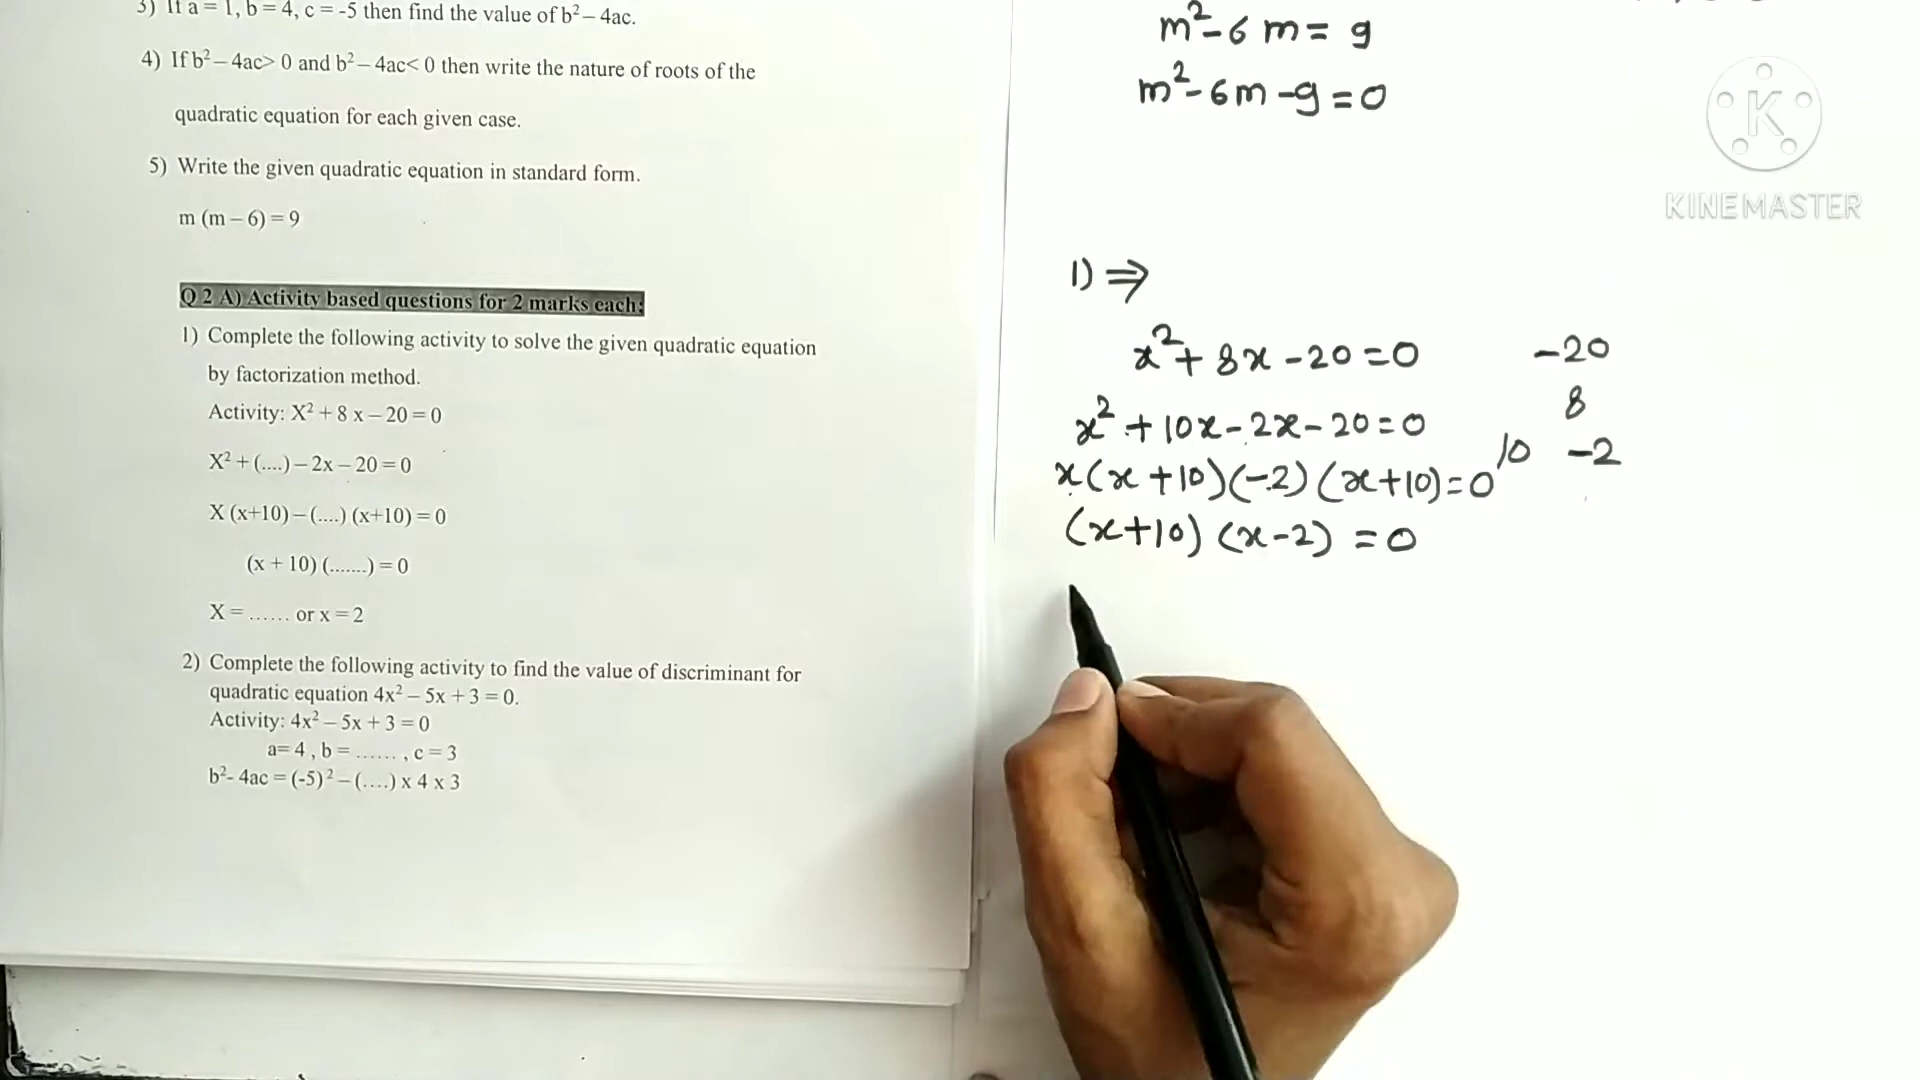 3) If a = 1, b = 4, c = -5 then find the value of b² – 4ac.
4) If b² – 4ac> 0 and b² – 4ac< 0 then write the nature of roots of the
quadratic equation for each given case.
5) Write the given quadratic equation in standard form.
m (m – 6) = 9
Q 2 A) Activity based questions for 2 marks each:
1) Complete the following activity to solve the given quadratic equation
by factorization method.
Activity: X² + 8 x – 20 = 0
X² + (....) – 2x – 20 = 0
X (x+10) – (....) (x+10) = 0
(x + 10) (.......) = 0
X = ...... or x = 2
2) Complete the following activity to find the value of discriminant for
quadratic equation 4x² – 5x + 3 = 0.
Activity: 4x² – 5x + 3 = 0
a= 4 , b = ...... , c = 3
b²- 4ac = (-5)² – (....) x 4 x 3
m²-6m = 9
m²-6m-9=0
1) ⇒
x²+8x-20=0
x²+10x-2x-20=0
x(x+10)(-2)(x+10)=0
(x+10)(x-2)=0
-20
8
10 -2
KINEMASTER